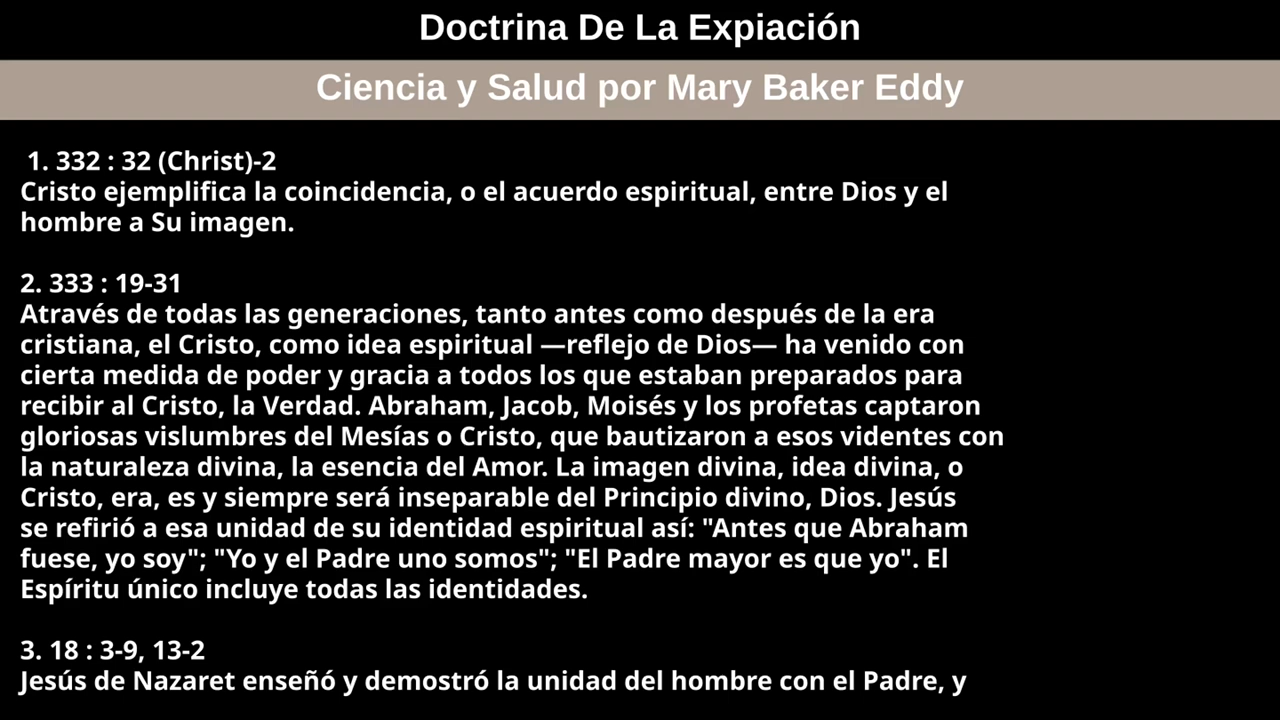 Doctrina De La Expiación
Ciencia y Salud por Mary Baker Eddy
1. 332 : 32 (Christ)-2
Cristo ejemplifica la coincidencia, o el acuerdo espiritual, entre Dios y el
hombre a Su imagen.
2. 333 : 19-31
Através de todas las generaciones, tanto antes como después de la era
cristiana, el Cristo, como idea espiritual —reflejo de Dios— ha venido con
cierta medida de poder y gracia a todos los que estaban preparados para
recibir al Cristo, la Verdad. Abraham, Jacob, Moisés y los profetas captaron
gloriosas vislumbres del Mesías o Cristo, que bautizaron a esos videntes con
la naturaleza divina, la esencia del Amor. La imagen divina, idea divina, o
Cristo, era, es y siempre será inseparable del Principio divino, Dios. Jesús
se refirió a esa unidad de su identidad espiritual así: "Antes que Abraham
fuese, yo soy"; "Yo y el Padre uno somos"; "El Padre mayor es que yo". El
Espíritu único incluye todas las identidades.
3. 18 : 3-9, 13-2
Jesús de Nazaret enseñó y demostró la unidad del hombre con el Padre, y